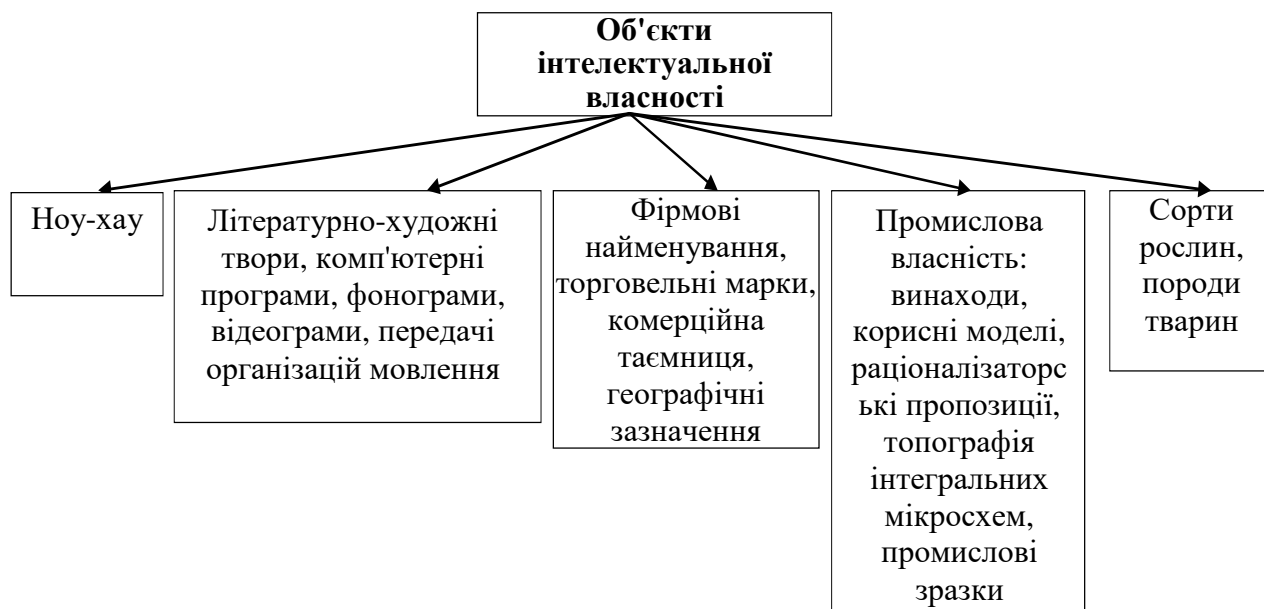 Об'єкти
інтелектуальної
власності
Ноу-хау
Літературно-художні
твори, комп'ютерні
програми, фонограми,
відеограми, передачі
організацій мовлення
Фірмові
найменування,
торговельні марки,
комерційна
таємниця,
географічні
зазначення
Промислова
власність:
винаходи,
корисні моделі,
раціоналізаторс
ькі пропозиції,
топографія
інтегральних
мікросхем,
промислові
зразки
Сорти
рослин,
породи
тварин